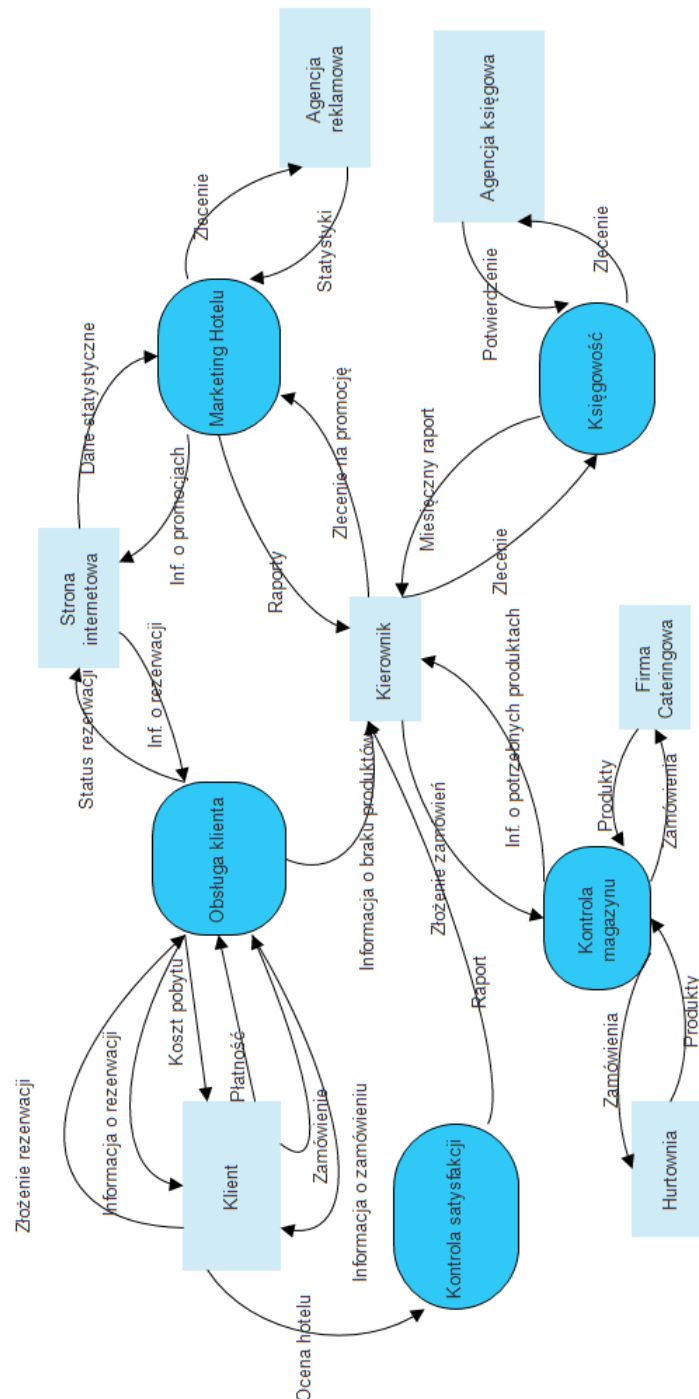 Złożenie rezerwacji
Informacja o rezerwacji
Koszt pobytu
Płatność
Zamówienie
Informacja o zamówieniu
Klient
Ocena hotelu
Kontrola satysfakcji
Raport
Obsługa klienta
Status rezerwacji
Inf. o rezerwacji
Strona
internetowa
Dane statystyczne
Inf. o promocjach
Marketing Hotelu
Zlecenie
Statystyki
Agencja
reklamowa
Raporty
Zlecenie na promocję
Kierownik
Informacja o braku produktów
Złożenie zamówień
Inf. o potrzebnych produktach
Miesięczny raport
Zlecenie
Księgowość
Potwierdzenie
Zlecenie
Agencja księgowa
Kontrola
magazynu
Produkty
Zamówienia
Firma
Cateringowa
Zamówienia
Produkty
Hurtownia